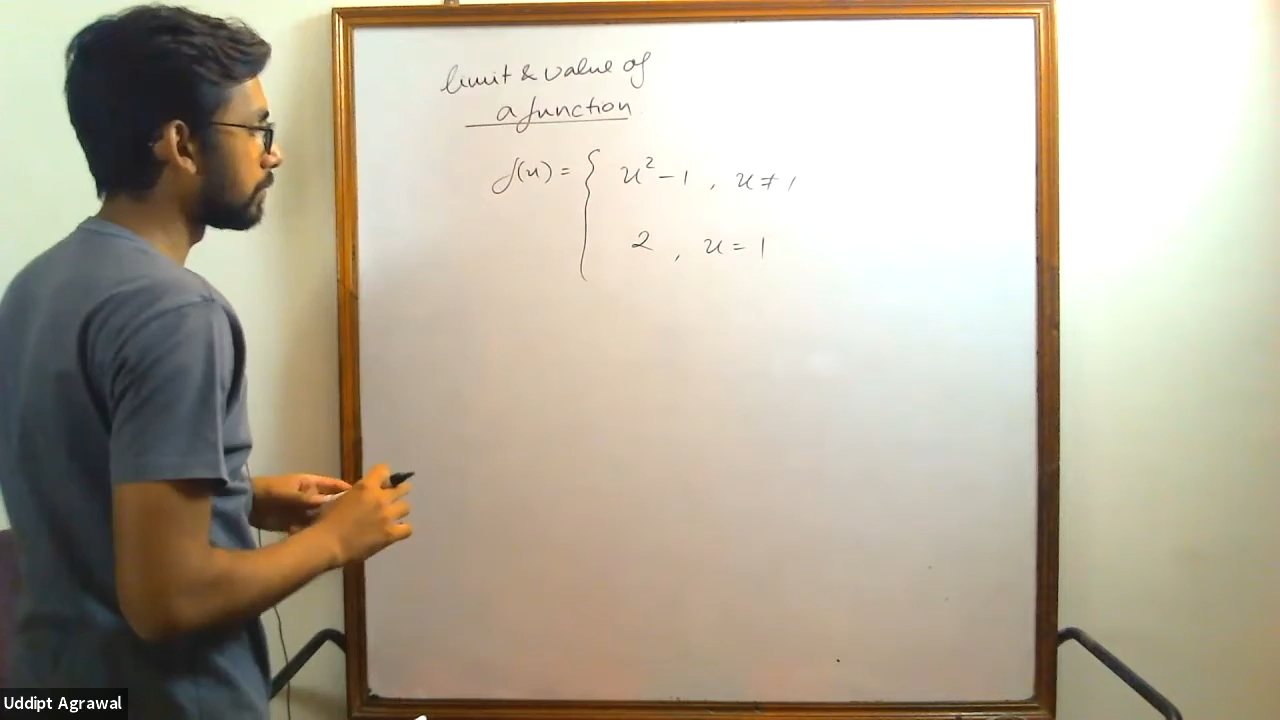 limit & value of
a function
f(x) = { x² - 1 , x ≠ 1
2 , x = 1
Uddipt Agrawal